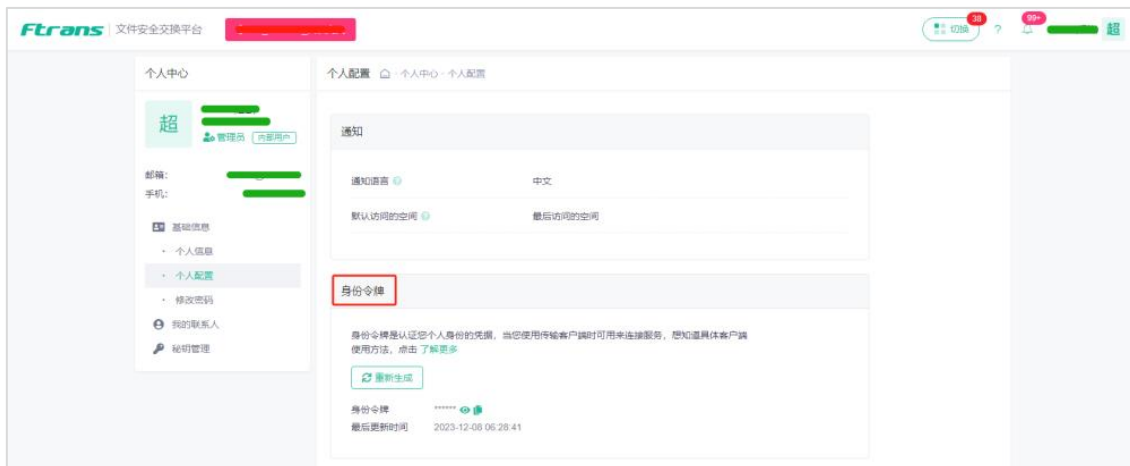 Ftrans 文件安全交换平台
切换
38
?
99+
超
个人中心
超
管理员 内部用户
邮箱:
手机:
基础信息
· 个人信息
· 个人配置
· 修改密码
我的联系人
秘钥管理
个人配置 · 个人中心 · 个人配置
通知
通知语言 中文
默认访问的空间 最后访问的空间
身份令牌
身份令牌是认证您个人身份的凭据，当您使用传输客户端时可用来连接服务，想知道具体客户端
使用方法，点击 了解更多
重新生成
身份令牌 ******
最后更新时间 2023-12-08 06:28:41